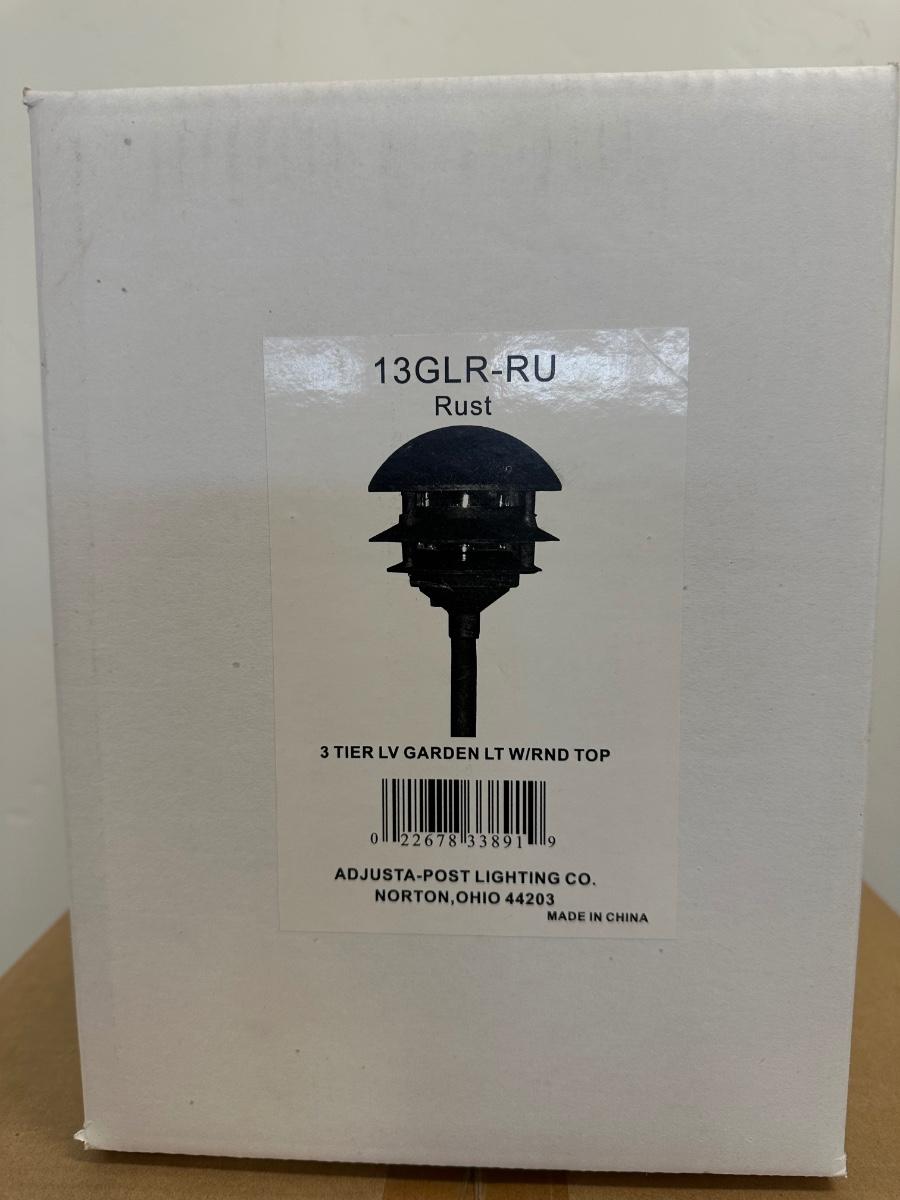 13GLR-RU
Rust
3 TIER LV GARDEN LT W/RND TOP
0 22678 33891 9
ADJUSTA-POST LIGHTING CO.
NORTON,OHIO 44203
MADE IN CHINA